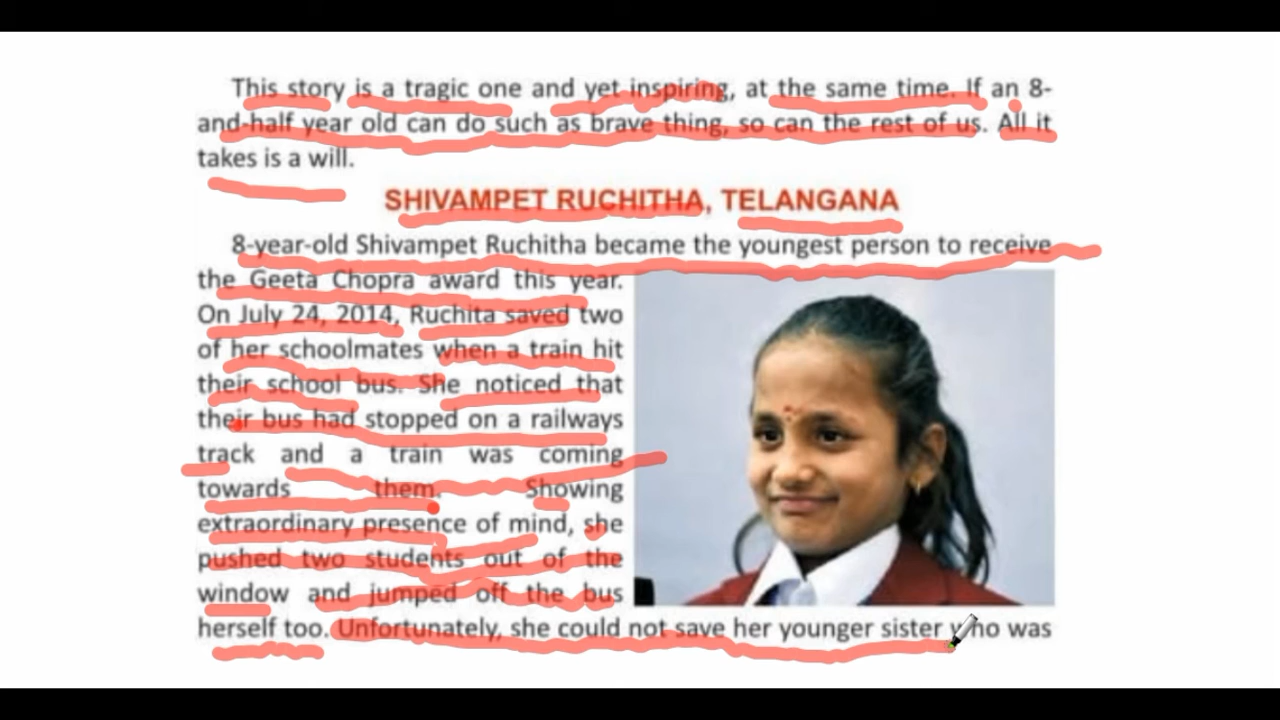 This story is a tragic one and yet inspiring, at the same time. If an 8-
and-half year old can do such as brave thing, so can the rest of us. All it
takes is a will.
SHIVAMPET RUCHITHA, TELANGANA
8-year-old Shivampet Ruchitha became the youngest person to receive
the Geeta Chopra award this year.
On July 24, 2014, Ruchita saved two
of her schoolmates when a train hit
their school bus. She noticed that
their bus had stopped on a railways
track and a train was coming
towards them. Showing
extraordinary presence of mind, she
pushed two students out of the
window and jumped off the bus
herself too. Unfortunately, she could not save her younger sister who was